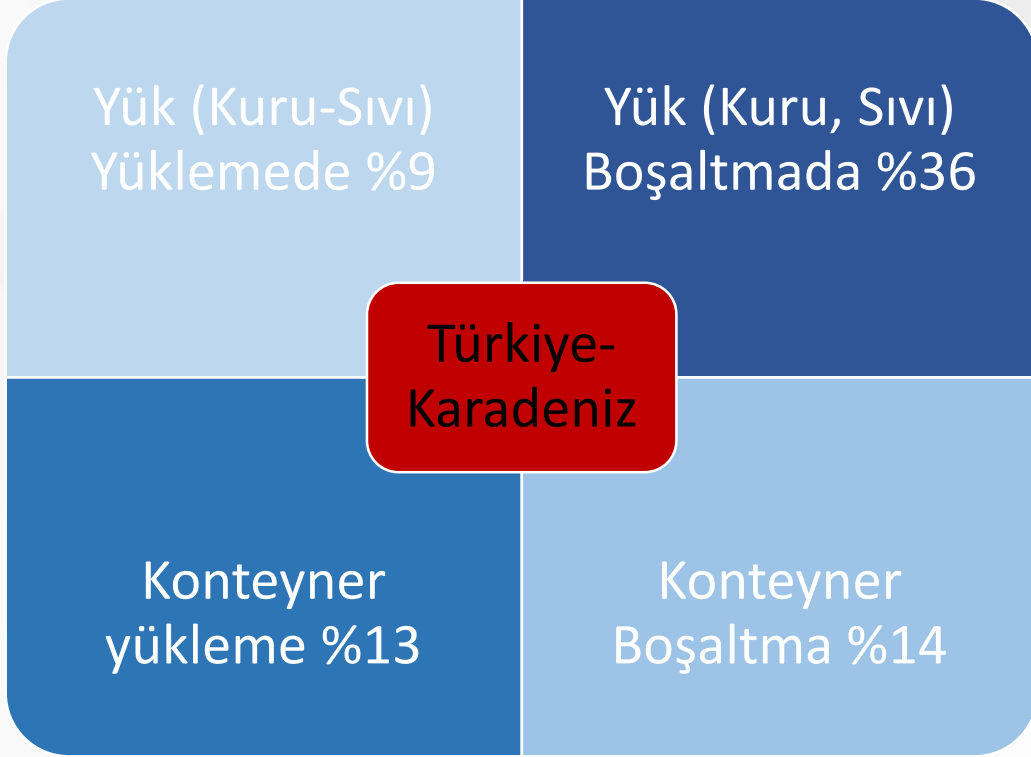 Yük (Kuru-Sıvı)
Yüklemede %9
Yük (Kuru, Sıvı)
Boşaltmada %36
Türkiye-
Karadeniz
Konteyner
yükleme %13
Konteyner
Boşaltma %14